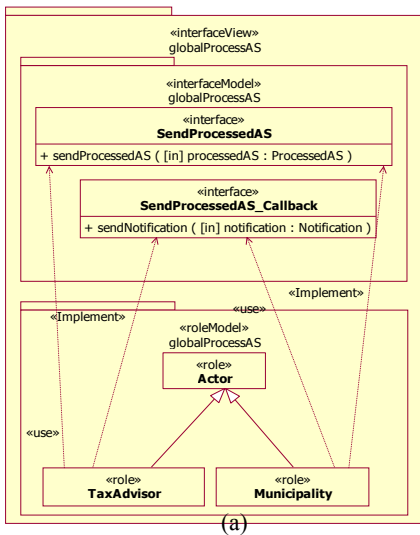 «interfaceView»
globalProcessAS
«interfaceModel»
globalProcessAS
«interface»
SendProcessedAS
+ sendProcessedAS ( [in] processedAS : ProcessedAS )
«interface»
SendProcessedAS_Callback
+ sendNotification ( [in] notification : Notification )
«Implement»
«Implement»
«use»
«roleModel»
globalProcessAS
«role»
Actor
«use»
«role»
TaxAdvisor
«role»
Municipality
(a)